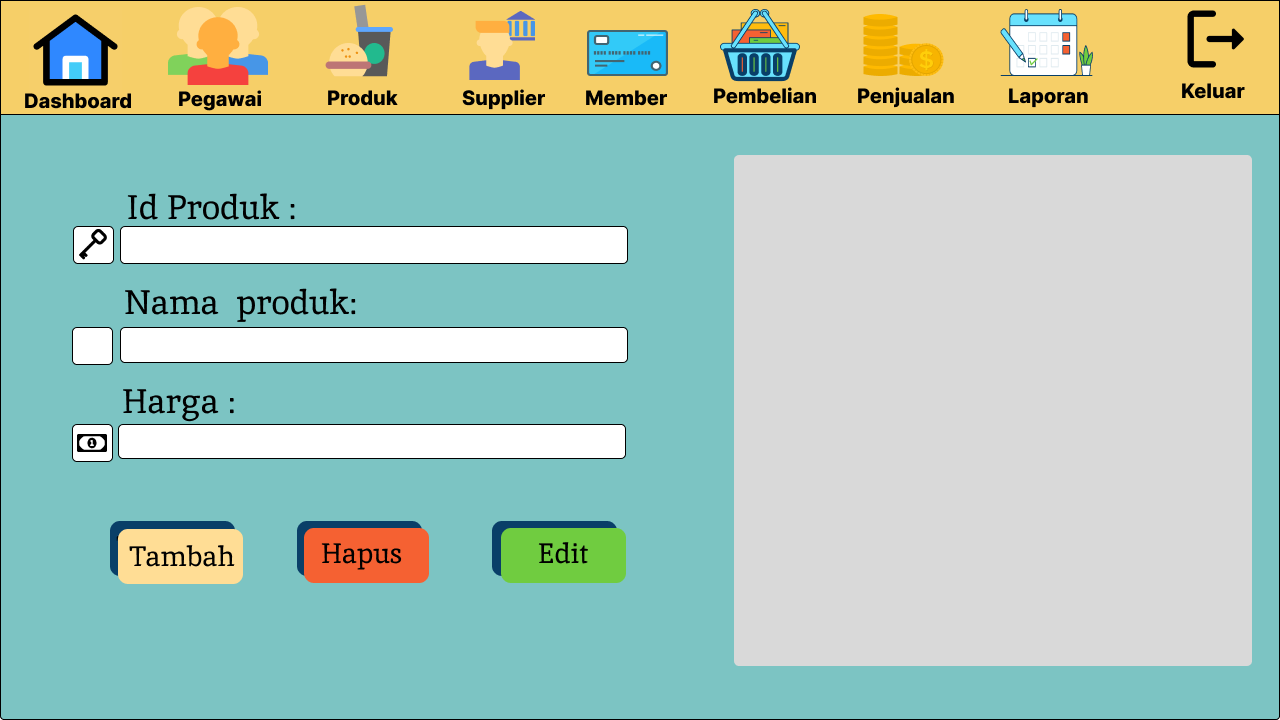 Dashboard Pegawai Produk Supplier Member Pembelian Penjualan Laporan Keluar
Id Produk :
Nama produk:
Harga :
Tambah Hapus Edit